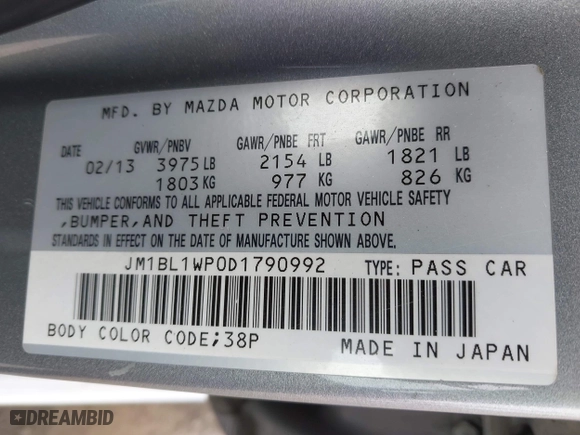 MFD. BY MAZDA MOTOR CORPORATION
DATE GVWR/PNBV GAWR/PNBE FRT GAWR/PNBE RR
02/13 3975 LB 2154 LB 1821 LB
1803 KG 977 KG 826 KG
THIS VEHICLE CONFORMS TO ALL APPLICABLE FEDERAL MOTOR VEHICLE SAFETY
,BUMPER,AND THEFT PREVENTION
STANDARDS IN EFFECT ON THE DATE OF MANUFACTURE SHOWN ABOVE.
JM1BL1WP0D1790992 TYPE: PASS CAR
BODY COLOR CODE;38P MADE IN JAPAN
DREAMBID